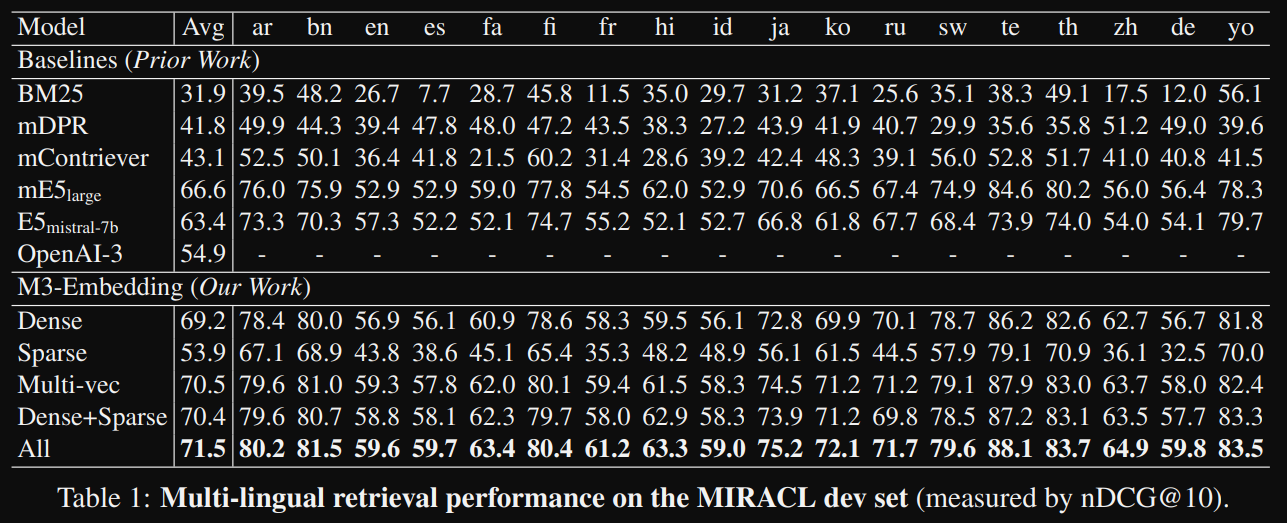 Model Avg ar bn en es fa fi fr hi id ja ko ru sw te th zh de yo
Baselines (Prior Work)
BM25 31.9 39.5 48.2 26.7 7.7 28.7 45.8 11.5 35.0 29.7 31.2 37.1 25.6 35.1 38.3 49.1 17.5 12.0 56.1
mDPR 41.8 49.9 44.3 39.4 47.8 48.0 47.2 43.5 38.3 27.2 43.9 41.9 40.7 29.9 35.6 35.8 51.2 49.0 39.6
mContriever 43.1 52.5 50.1 36.4 41.8 21.5 60.2 31.4 28.6 39.2 42.4 48.3 39.1 56.0 52.8 51.7 41.0 40.8 41.5
mE5large 66.6 76.0 75.9 52.9 52.9 59.0 77.8 54.5 62.0 52.9 70.6 66.5 67.4 74.9 84.6 80.2 56.0 56.4 78.3
E5mistral-7b 63.4 73.3 70.3 57.3 52.2 52.1 74.7 55.2 52.1 52.7 66.8 61.8 67.7 68.4 73.9 74.0 54.0 54.1 79.7
OpenAI-3 54.9 - - - - - - - - - - - - - - - - - -
M3-Embedding (Our Work)
Dense 69.2 78.4 80.0 56.9 56.1 60.9 78.6 58.3 59.5 56.1 72.8 69.9 70.1 78.7 86.2 82.6 62.7 56.7 81.8
Sparse 53.9 67.1 68.9 43.8 38.6 45.1 65.4 35.3 48.2 48.9 56.1 61.5 44.5 57.9 79.1 70.9 36.1 32.5 70.0
Multi-vec 70.5 79.6 81.0 59.3 57.8 62.0 80.1 59.4 61.5 58.3 74.5 71.2 71.2 79.1 87.9 83.0 63.7 58.0 82.4
Dense+Sparse 70.4 79.6 80.7 58.8 58.1 62.3 79.7 58.0 62.9 58.3 73.9 71.2 69.8 78.5 87.2 83.1 63.5 57.7 83.3
All 71.5 80.2 81.5 59.6 59.7 63.4 80.4 61.2 63.3 59.0 75.2 72.1 71.7 79.6 88.1 83.7 64.9 59.8 83.5
Table 1: Multi-lingual retrieval performance on the MIRACL dev set (measured by nDCG@10).